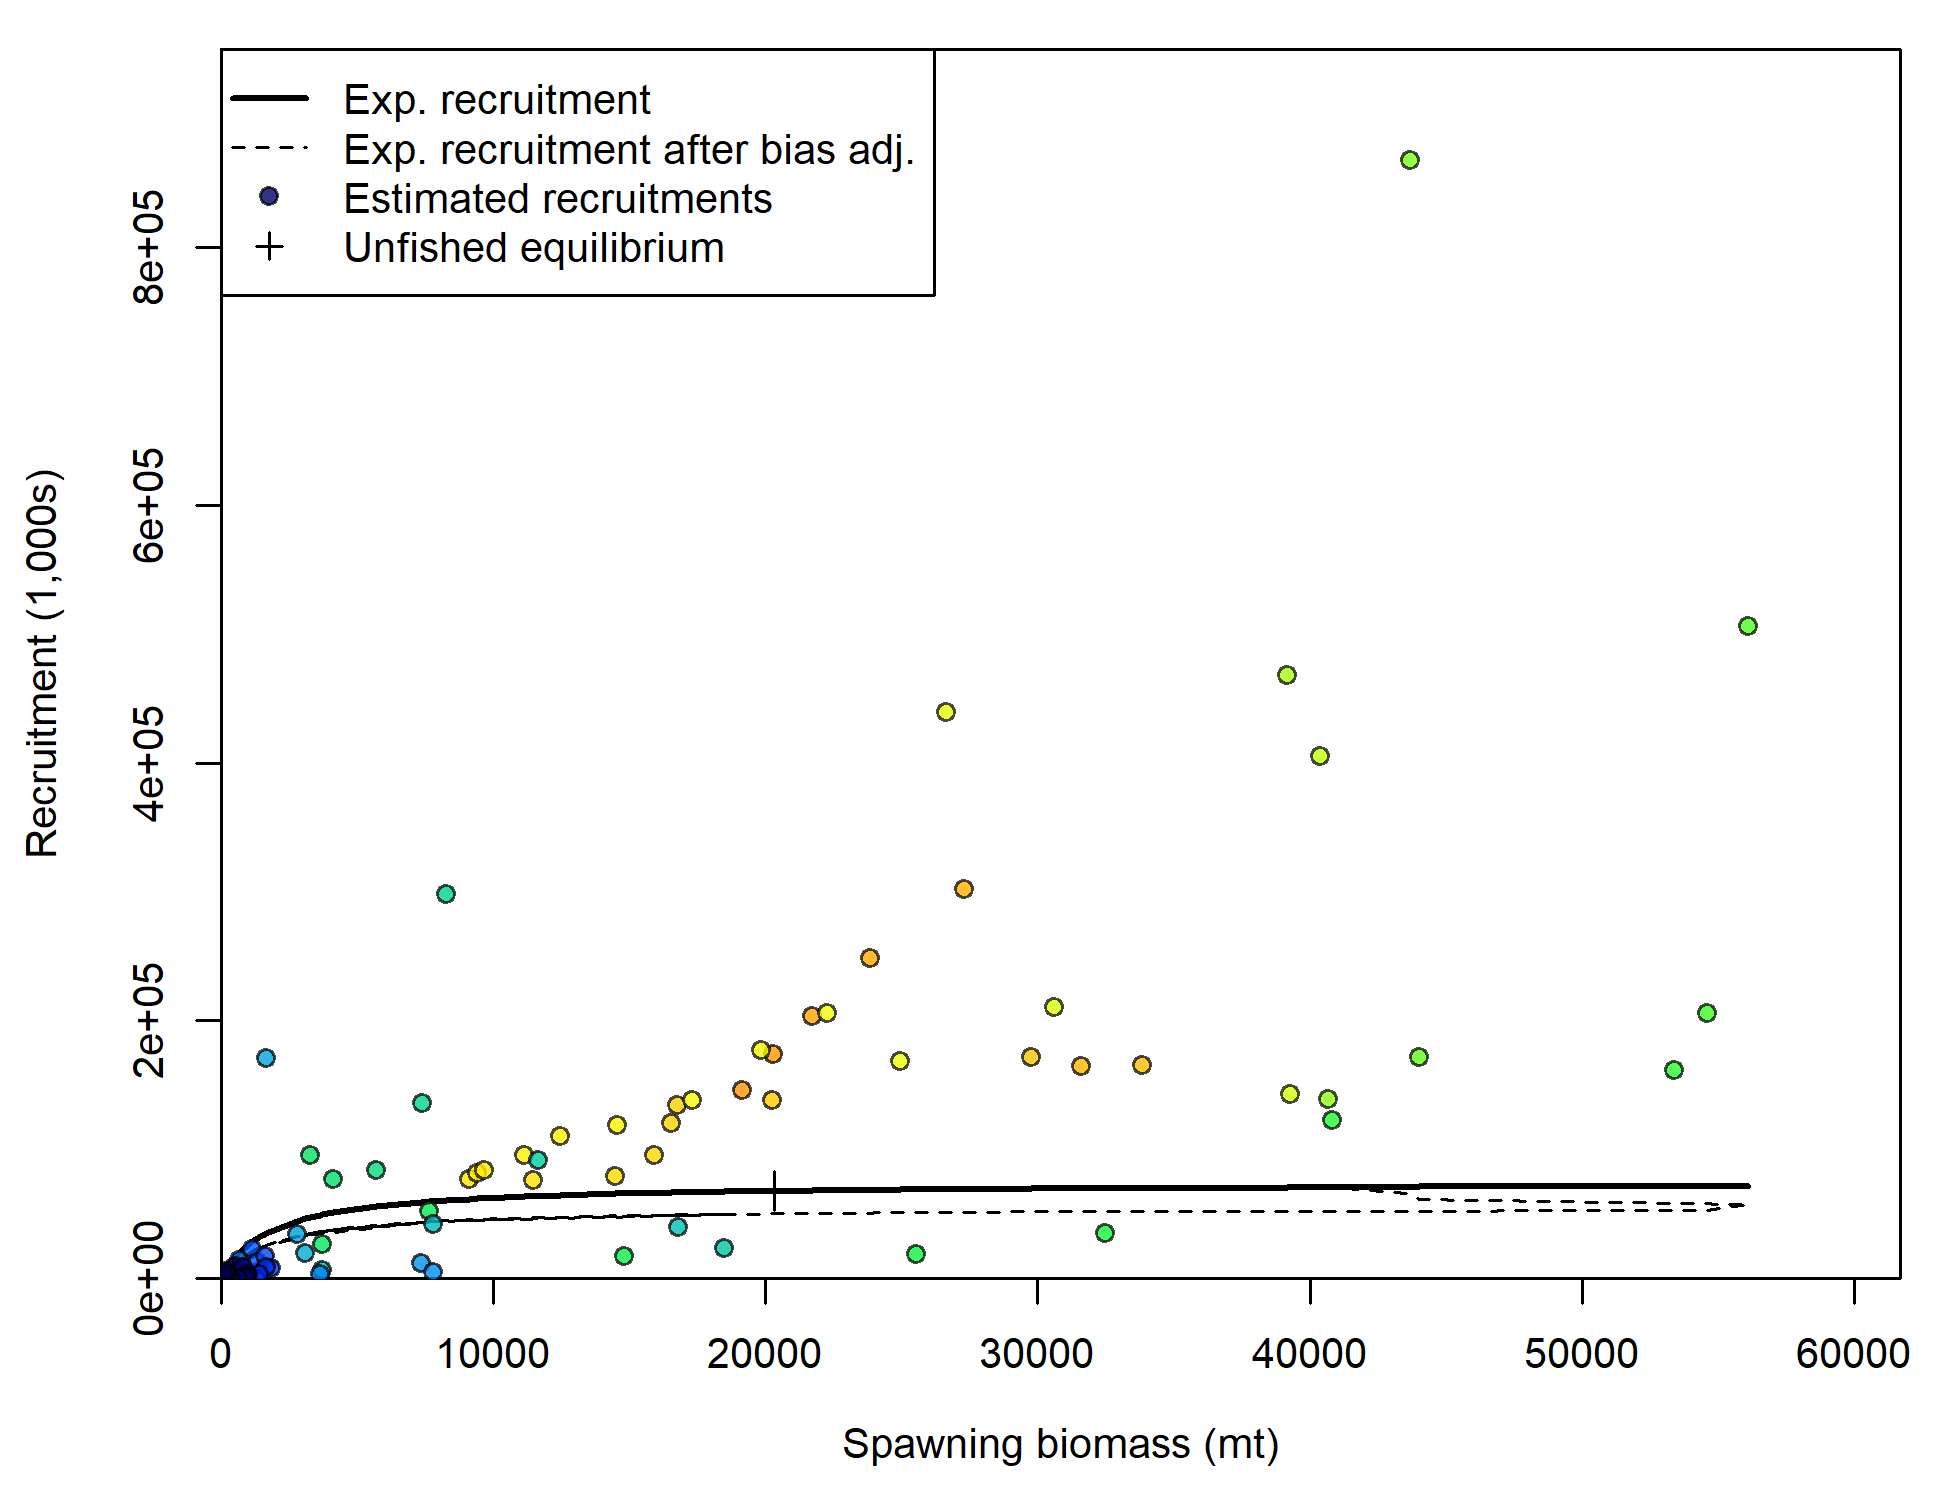 Exp. recruitment
Exp. recruitment after bias adj.
Estimated recruitments
Unfished equilibrium
Recruitment (1,000s)
8e+05
6e+05
4e+05
2e+05
0e+00
0 10000 20000 30000 40000 50000 60000
Spawning biomass (mt)